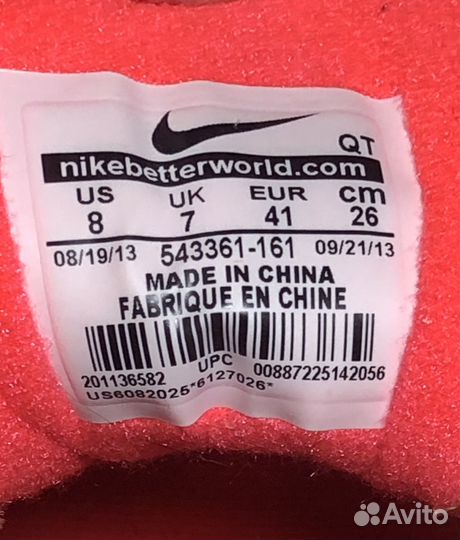 QT
nikebetterworld.com
US UK EUR cm
8 7 41 26
08/19/13 543361-161 09/21/13
MADE IN CHINA
FABRIQUE EN CHINE
201136582 UPC 00887225142056
US6082025*6127026*
Avito